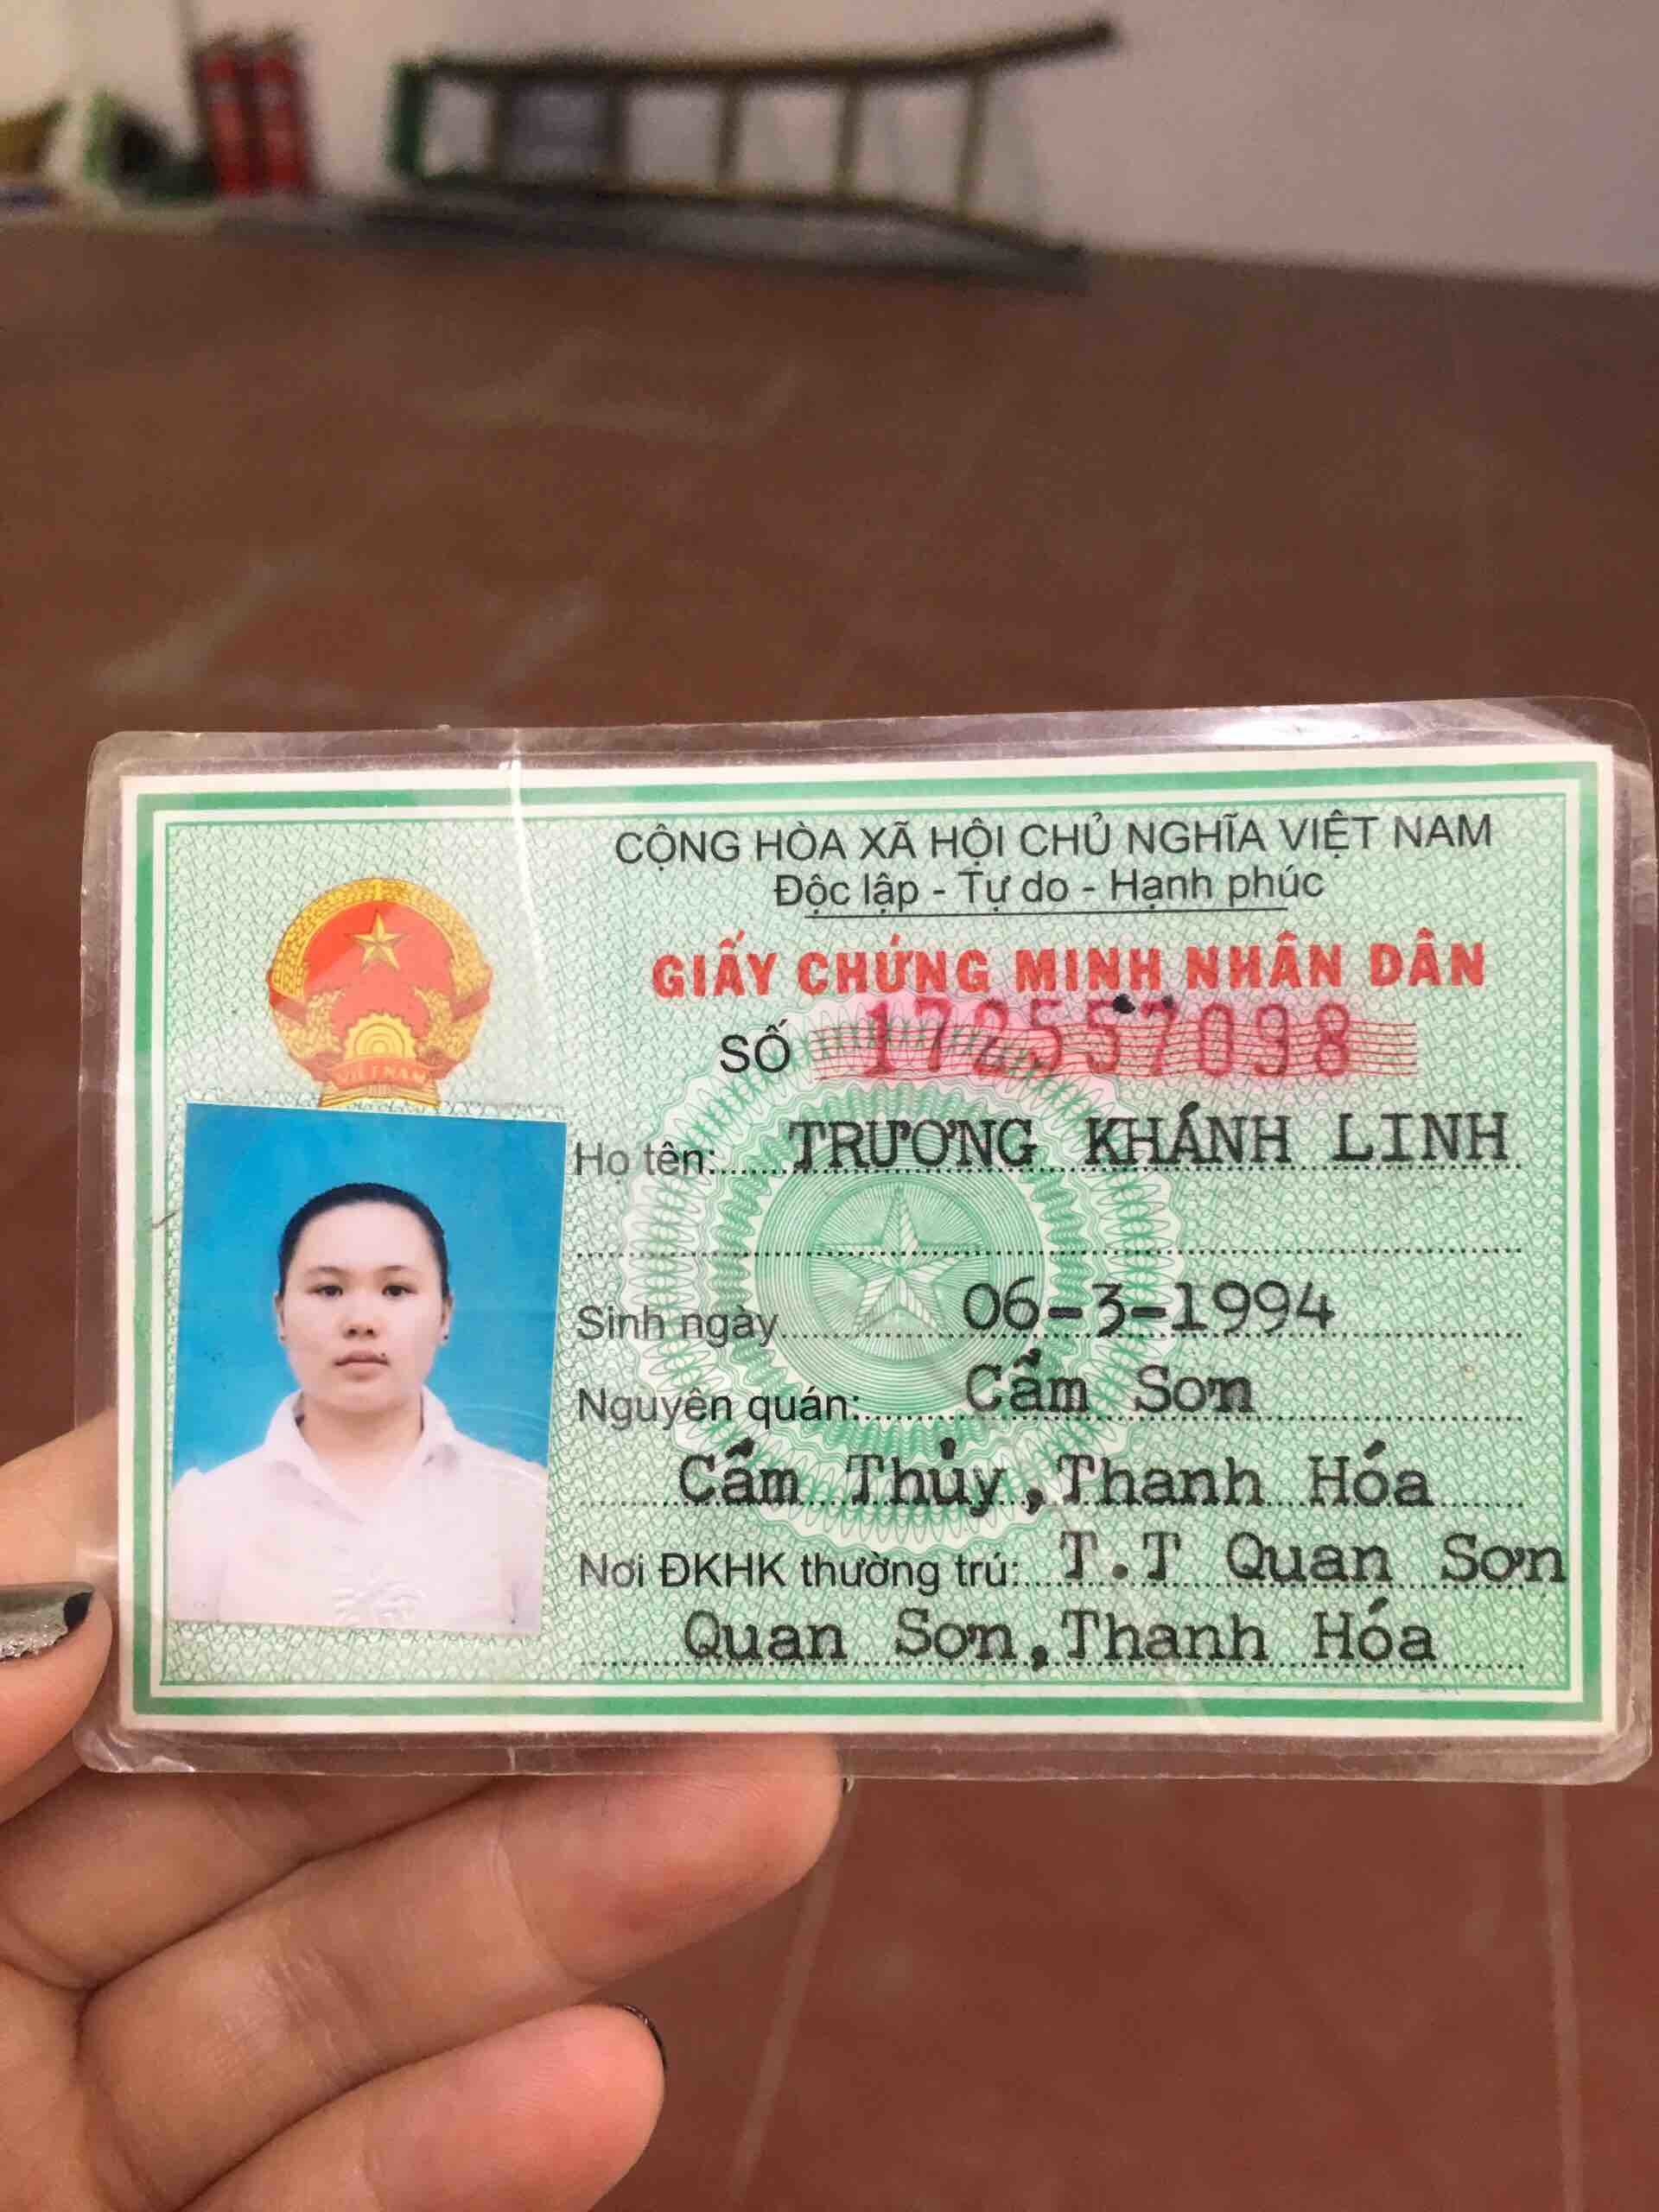 CỘNG HÒA XÃ HỘI CHỦ NGHĨA VIỆT NAM
Độc lập - Tự do - Hạnh phúc
GIẤY CHỨNG MINH NHÂN DÂN
SỐ 172557098
VIỆT NAM
Họ tên: TRƯƠNG KHÁNH LINH
Sinh ngày 06-3-1994
Nguyên quán: Cẩm Sơn
Cẩm Thủy, Thanh Hóa
Nơi ĐKHK thường trú: T.T Quan Sơn
Quan Sơn, Thanh Hóa